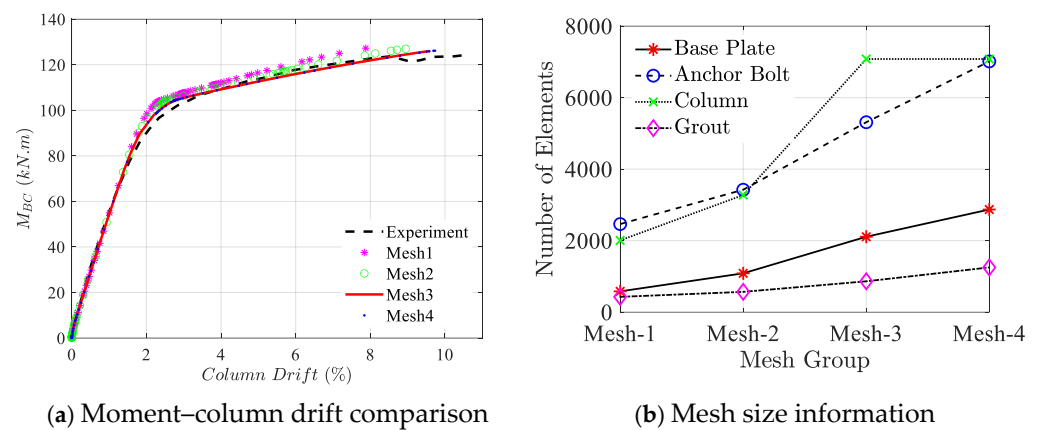 140
120
100
80
60
40
20
0
M_BC (kN.m)
0 2 4 6 8 10
Column Drift (%)
Experiment
Mesh1
Mesh2
Mesh3
Mesh4
(a) Moment–column drift comparison
8000
6000
4000
2000
0
Number of Elements
Base Plate
Anchor Bolt
Column
Grout
Mesh-1 Mesh-2 Mesh-3 Mesh-4
Mesh Group
(b) Mesh size information